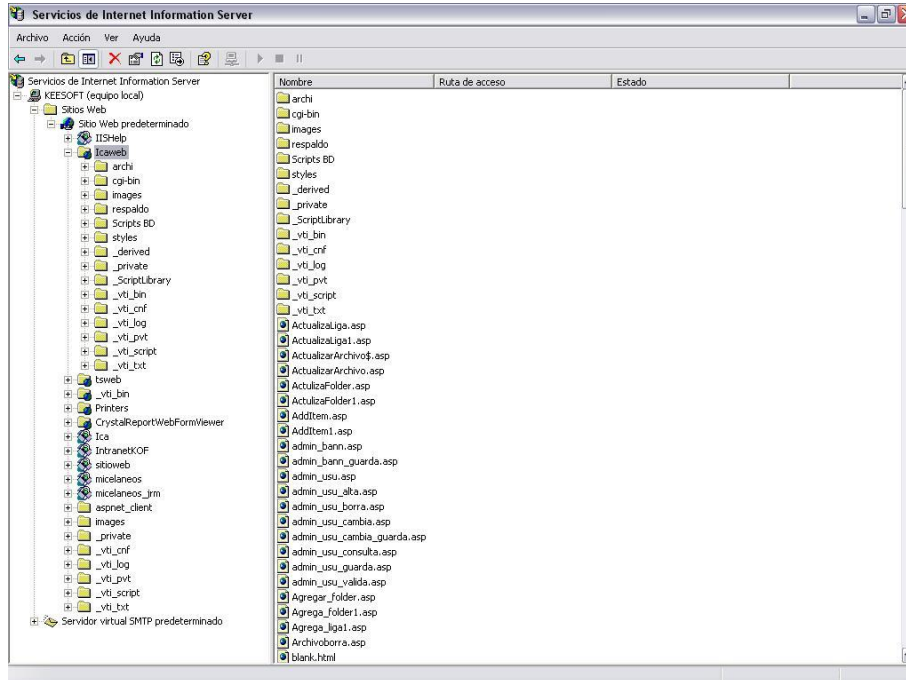 Servicios de Internet Information Server
Archivo Acción Ver Ayuda
Servicios de Internet Information Server
KEESOFT (equipo local)
Sitios Web
Sitio Web predeterminado
IISHelp
Icaweb
archi
cgi-bin
images
respaldo
Scripts BD
styles
_derived
_private
_ScriptLibrary
_vti_bin
_vti_cnf
_vti_log
_vti_pvt
_vti_script
_vti_txt
tsweb
_vti_bin
Printers
CrystalReportWebFormViewer
Ica
IntranetKOF
sitioweb
micelaneos
micelaneos_jrm
aspnet_client
images
_private
_vti_cnf
_vti_log
_vti_pvt
_vti_script
_vti_txt
Servidor virtual SMTP predeterminado
Nombre Ruta de acceso Estado
archi
cgi-bin
images
respaldo
Scripts BD
styles
_derived
_private
_ScriptLibrary
_vti_bin
_vti_cnf
_vti_log
_vti_pvt
_vti_script
_vti_txt
ActualizaLiga.asp
ActualizaLiga1.asp
ActualizarArchivo$.asp
ActualizarArchivo.asp
ActulizaFolder.asp
ActulizaFolder1.asp
AddItem.asp
AddItem1.asp
admin_bann.asp
admin_bann_guarda.asp
admin_usu.asp
admin_usu_alta.asp
admin_usu_borra.asp
admin_usu_cambia.asp
admin_usu_cambia_guarda.asp
admin_usu_consulta.asp
admin_usu_guarda.asp
admin_usu_valida.asp
Agregar_folder.asp
Agrega_folder1.asp
Agrega_liga1.asp
Archivoborra.asp
blank.html